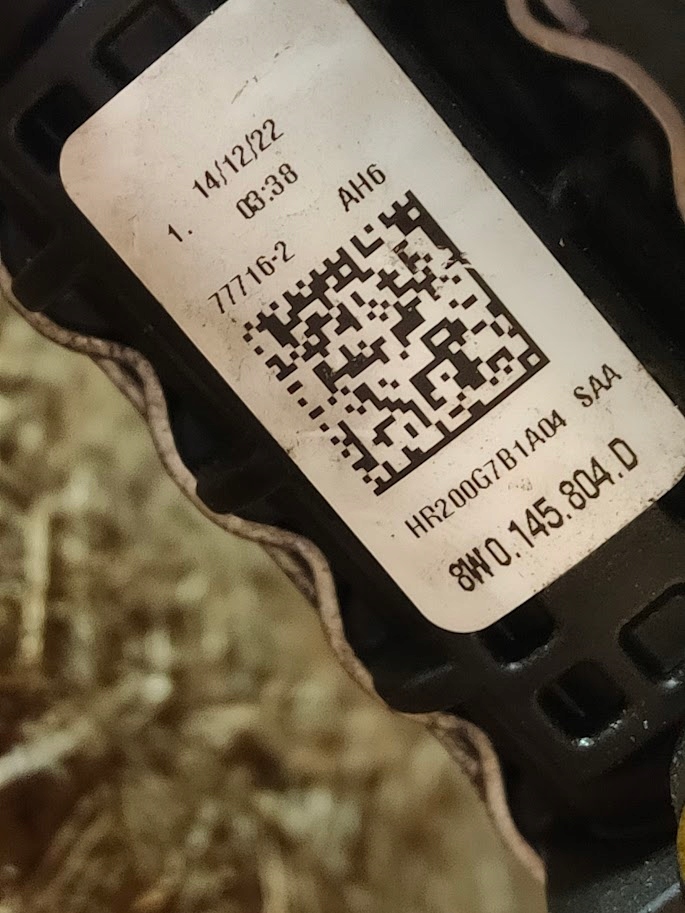 14/12/22
1. 03:38
77716-2 AH6
HR200G7B1A04 SAA
8W0.145.804.D